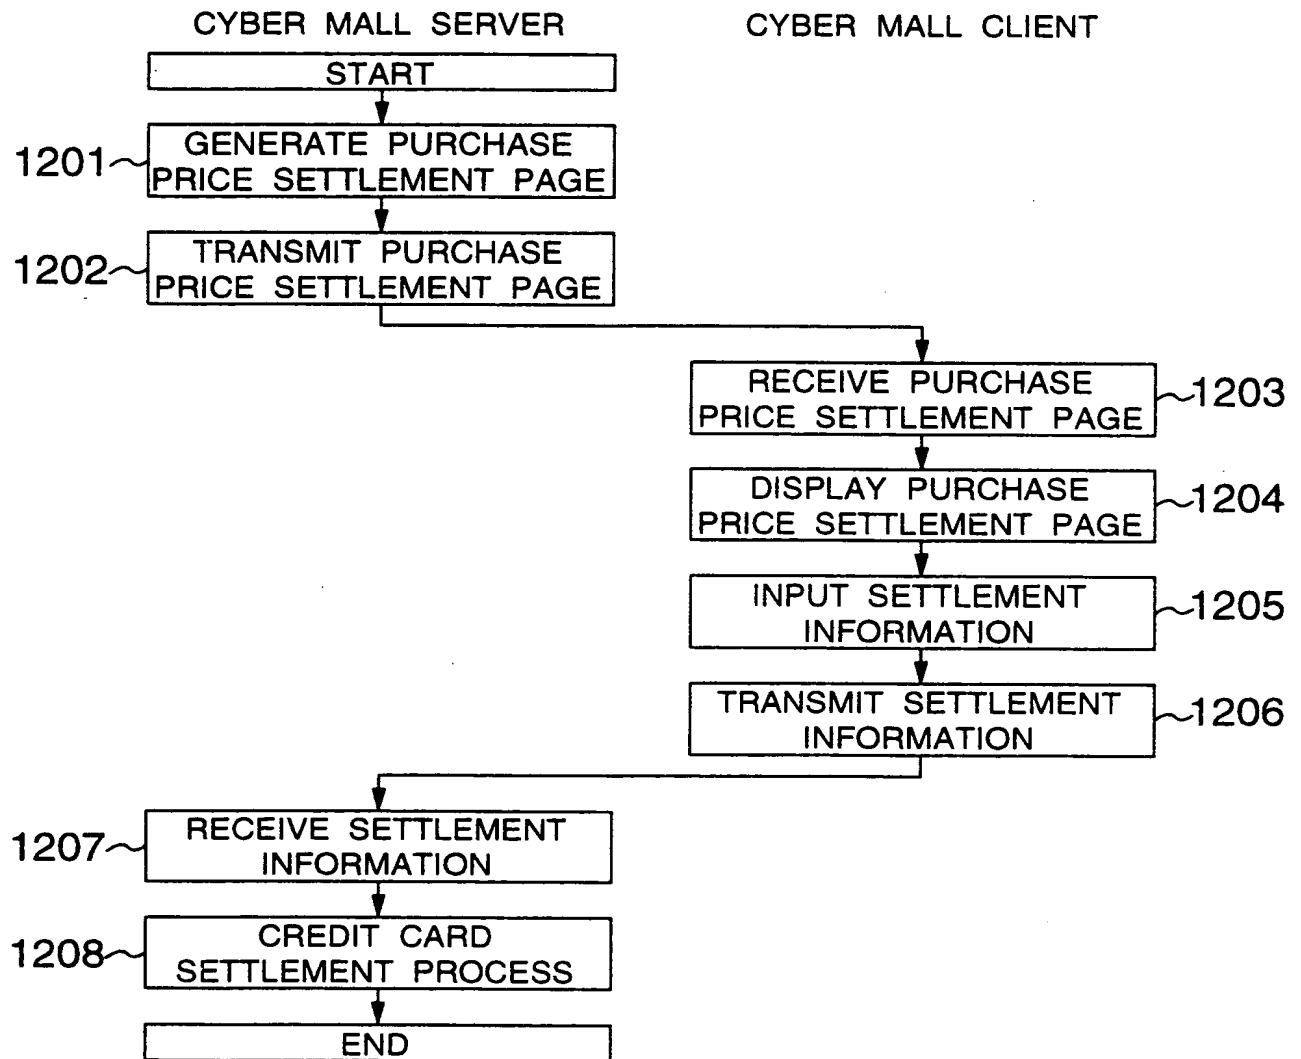 CYBER MALL SERVER
CYBER MALL CLIENT
START
1201
GENERATE PURCHASE
PRICE SETTLEMENT PAGE
1202
TRANSMIT PURCHASE
PRICE SETTLEMENT PAGE
RECEIVE PURCHASE
PRICE SETTLEMENT PAGE
1203
DISPLAY PURCHASE
PRICE SETTLEMENT PAGE
1204
INPUT SETTLEMENT
INFORMATION
1205
TRANSMIT SETTLEMENT
INFORMATION
1206
1207
RECEIVE SETTLEMENT
INFORMATION
1208
CREDIT CARD
SETTLEMENT PROCESS
END